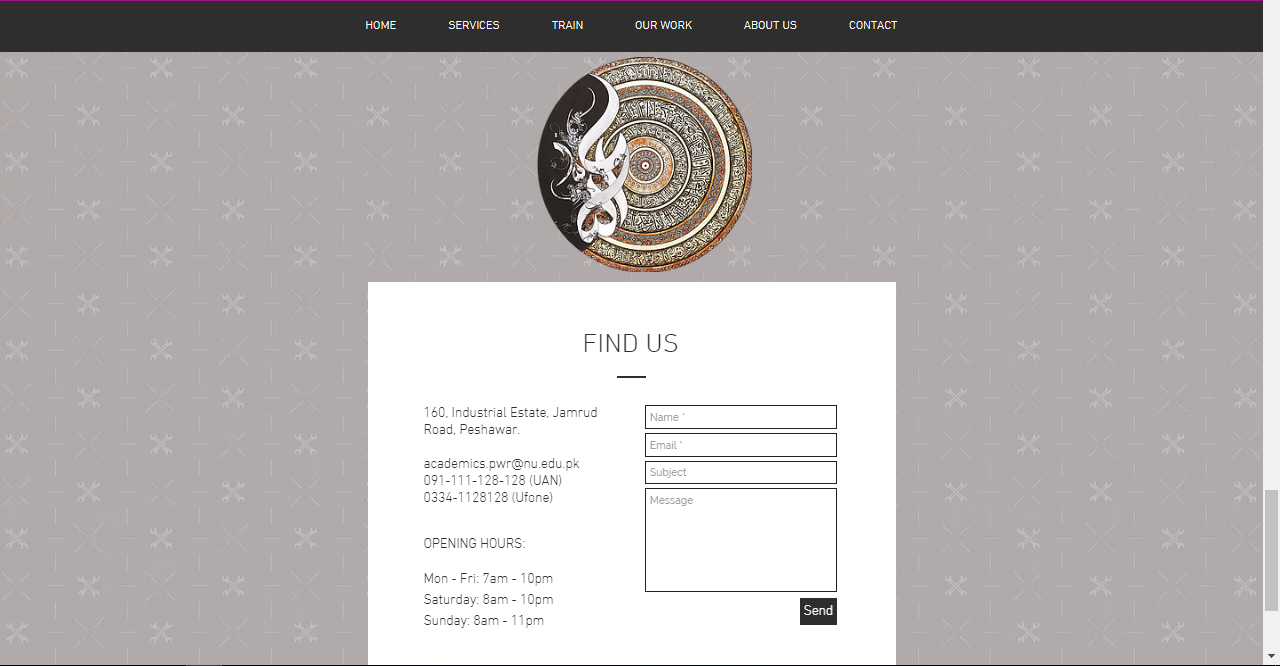 HOME SERVICES TRAIN OUR WORK ABOUT US CONTACT
FIND US
160, Industrial Estate, Jamrud
Road, Peshawar.
academics.pwr@nu.edu.pk
091-111-128-128 (UAN)
0334-1128128 (Ufone)
OPENING HOURS:
Mon - Fri: 7am - 10pm
Saturday: 8am - 10pm
Sunday: 8am - 11pm
Name *
Email *
Subject
Message
Send